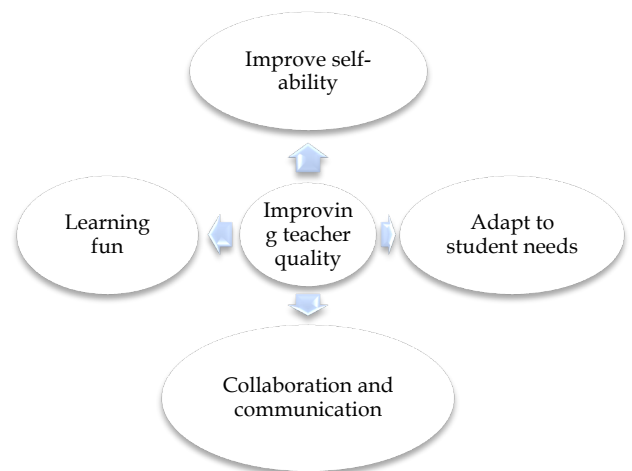 Improve self-
ability
Learning
fun
Improvin
g teacher
quality
Adapt to
student needs
Collaboration and
communication